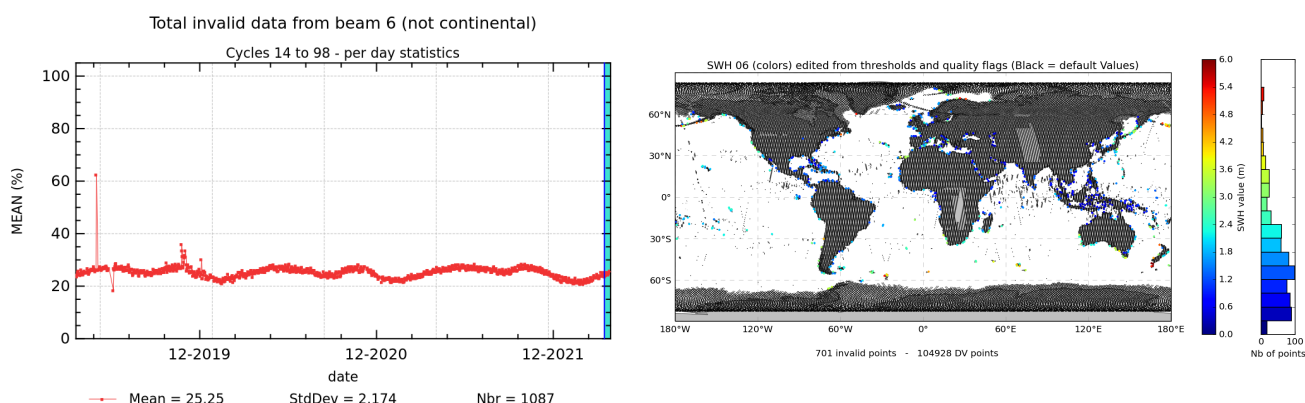 Total invalid data from beam 6 (not continental)
Cycles 14 to 98 - per day statistics
MEAN (%)
100
80
60
40
20
0
12-2019
12-2020
12-2021
date
Mean = 25.25
StdDev = 2.174
Nbr = 1087
SWH 06 (colors) edited from thresholds and quality flags (Black = default Values)
60°N
30°N
0°
30°S
60°S
180°W
120°W
60°W
0°
60°E
120°E
180°E
701 invalid points - 104928 DV points
6.0
5.4
4.8
4.2
3.6
3.0
2.4
1.8
1.2
0.6
0.0
SWH value (m)
0
100
Nb of points